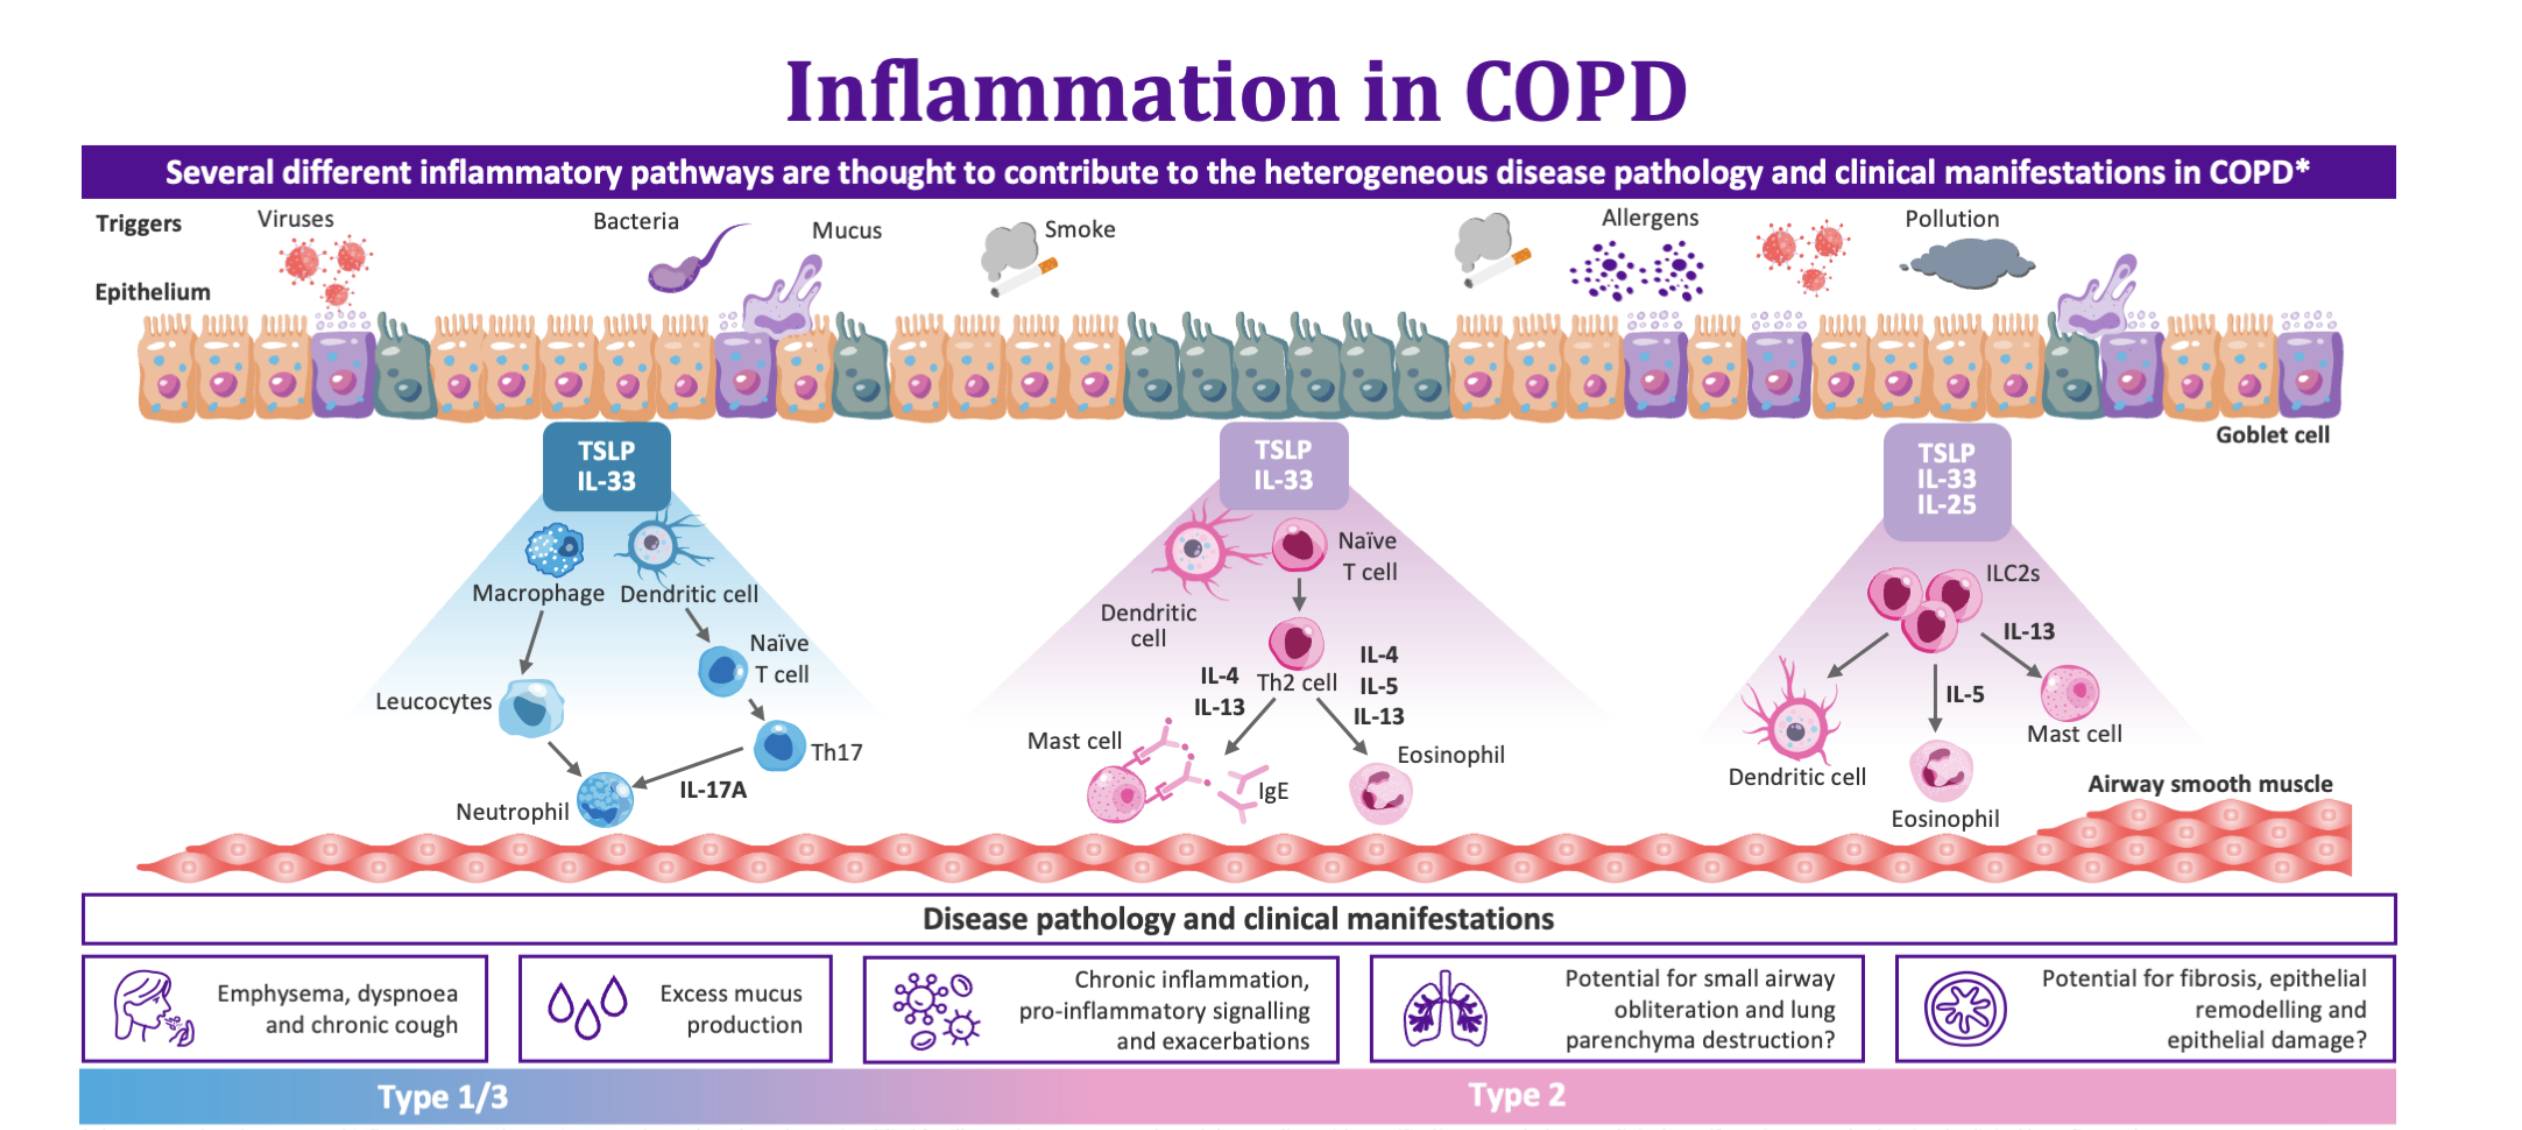 Inflammation in COPD
Several different inflammatory pathways are thought to contribute to the heterogeneous disease pathology and clinical manifestations in COPD*
Triggers
Viruses
Bacteria
Mucus
Smoke
Allergens
Pollution
Epithelium
Goblet cell
TSLP
IL-33
Macrophage
Dendritic cell
Leucocytes
Naïve
T cell
Th17
IL-17A
Neutrophil
TSLP
IL-33
Naïve
T cell
Dendritic
cell
Th2 cell
IL-4
IL-13
IL-4
IL-5
IL-13
Mast cell
IgE
Eosinophil
TSLP
IL-33
IL-25
ILC2s
IL-13
IL-5
Mast cell
Dendritic cell
Eosinophil
Airway smooth muscle
Disease pathology and clinical manifestations
Emphysema, dyspnoea
and chronic cough
Excess mucus
production
Chronic inflammation,
pro-inflammatory signalling
and exacerbations
Potential for small airway
obliteration and lung
parenchyma destruction?
Potential for fibrosis, epithelial
remodelling and
epithelial damage?
Type 1/3
Type 2